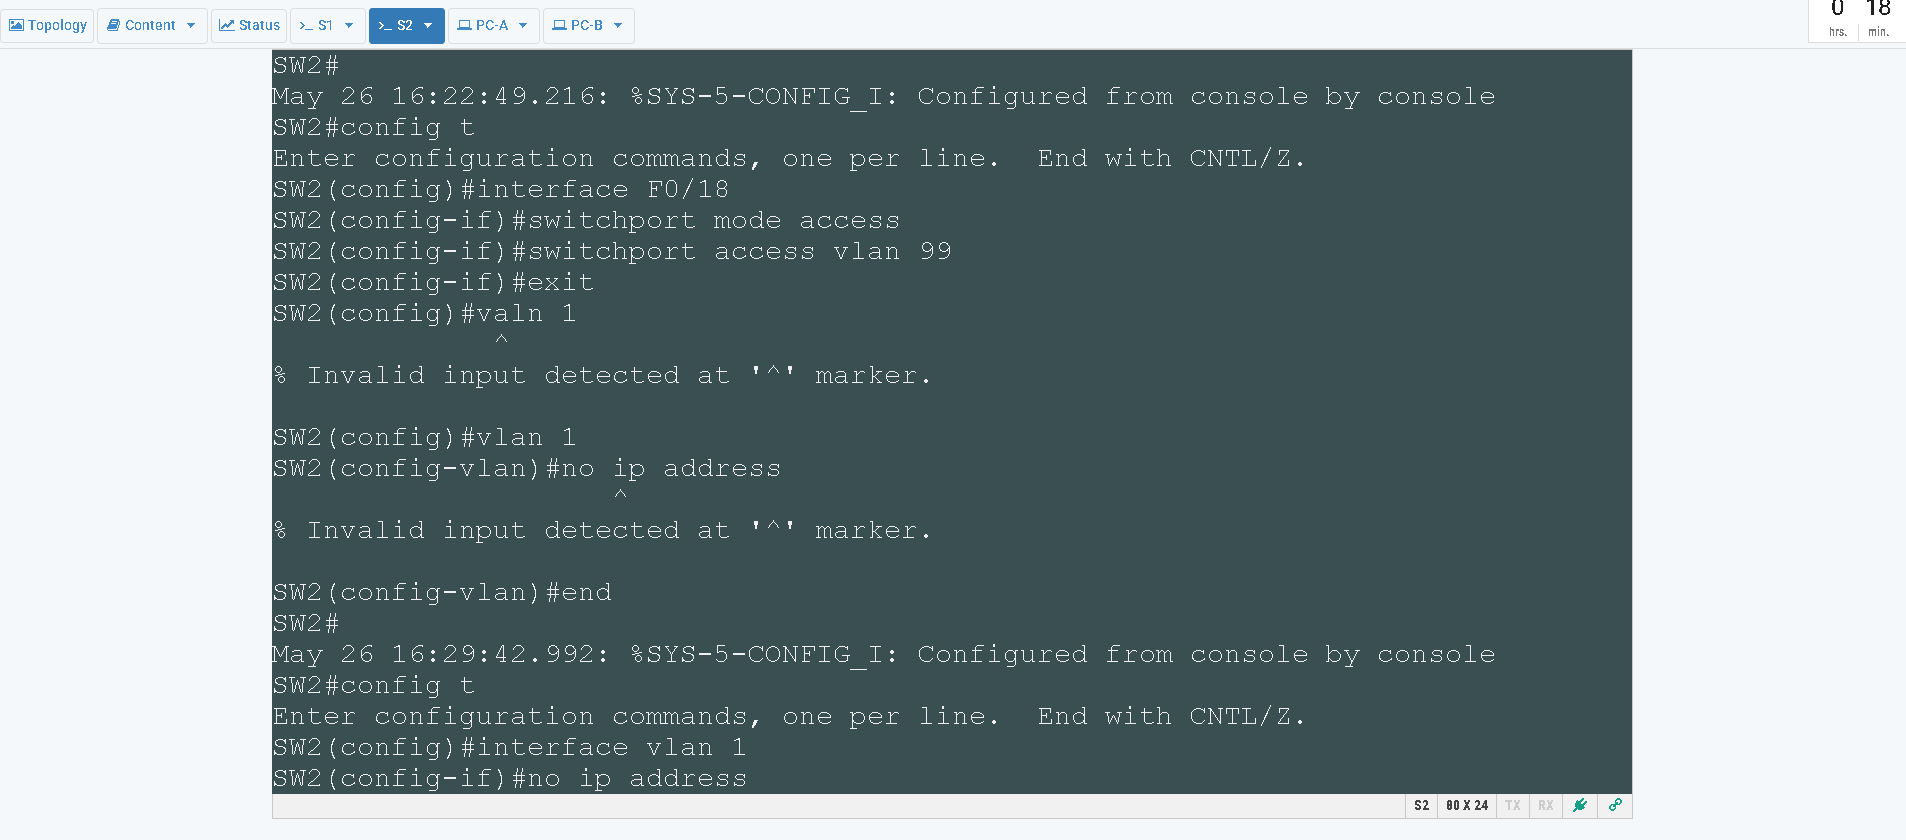 Topology Content Status >_ S1 >_ S2 PC-A PC-B 0 18
hrs. min.
SW2#
May 26 16:22:49.216: %SYS-5-CONFIG_I: Configured from console by console
SW2#config t
Enter configuration commands, one per line.  End with CNTL/Z.
SW2(config)#interface F0/18
SW2(config-if)#switchport mode access
SW2(config-if)#switchport access vlan 99
SW2(config-if)#exit
SW2(config)#valn 1
^
% Invalid input detected at '^' marker.
SW2(config)#vlan 1
SW2(config-vlan)#no ip address
^
% Invalid input detected at '^' marker.
SW2(config-vlan)#end
SW2#
May 26 16:29:42.992: %SYS-5-CONFIG_I: Configured from console by console
SW2#config t
Enter configuration commands, one per line.  End with CNTL/Z.
SW2(config)#interface vlan 1
SW2(config-if)#no ip address
S2 80 X 24 TX RX